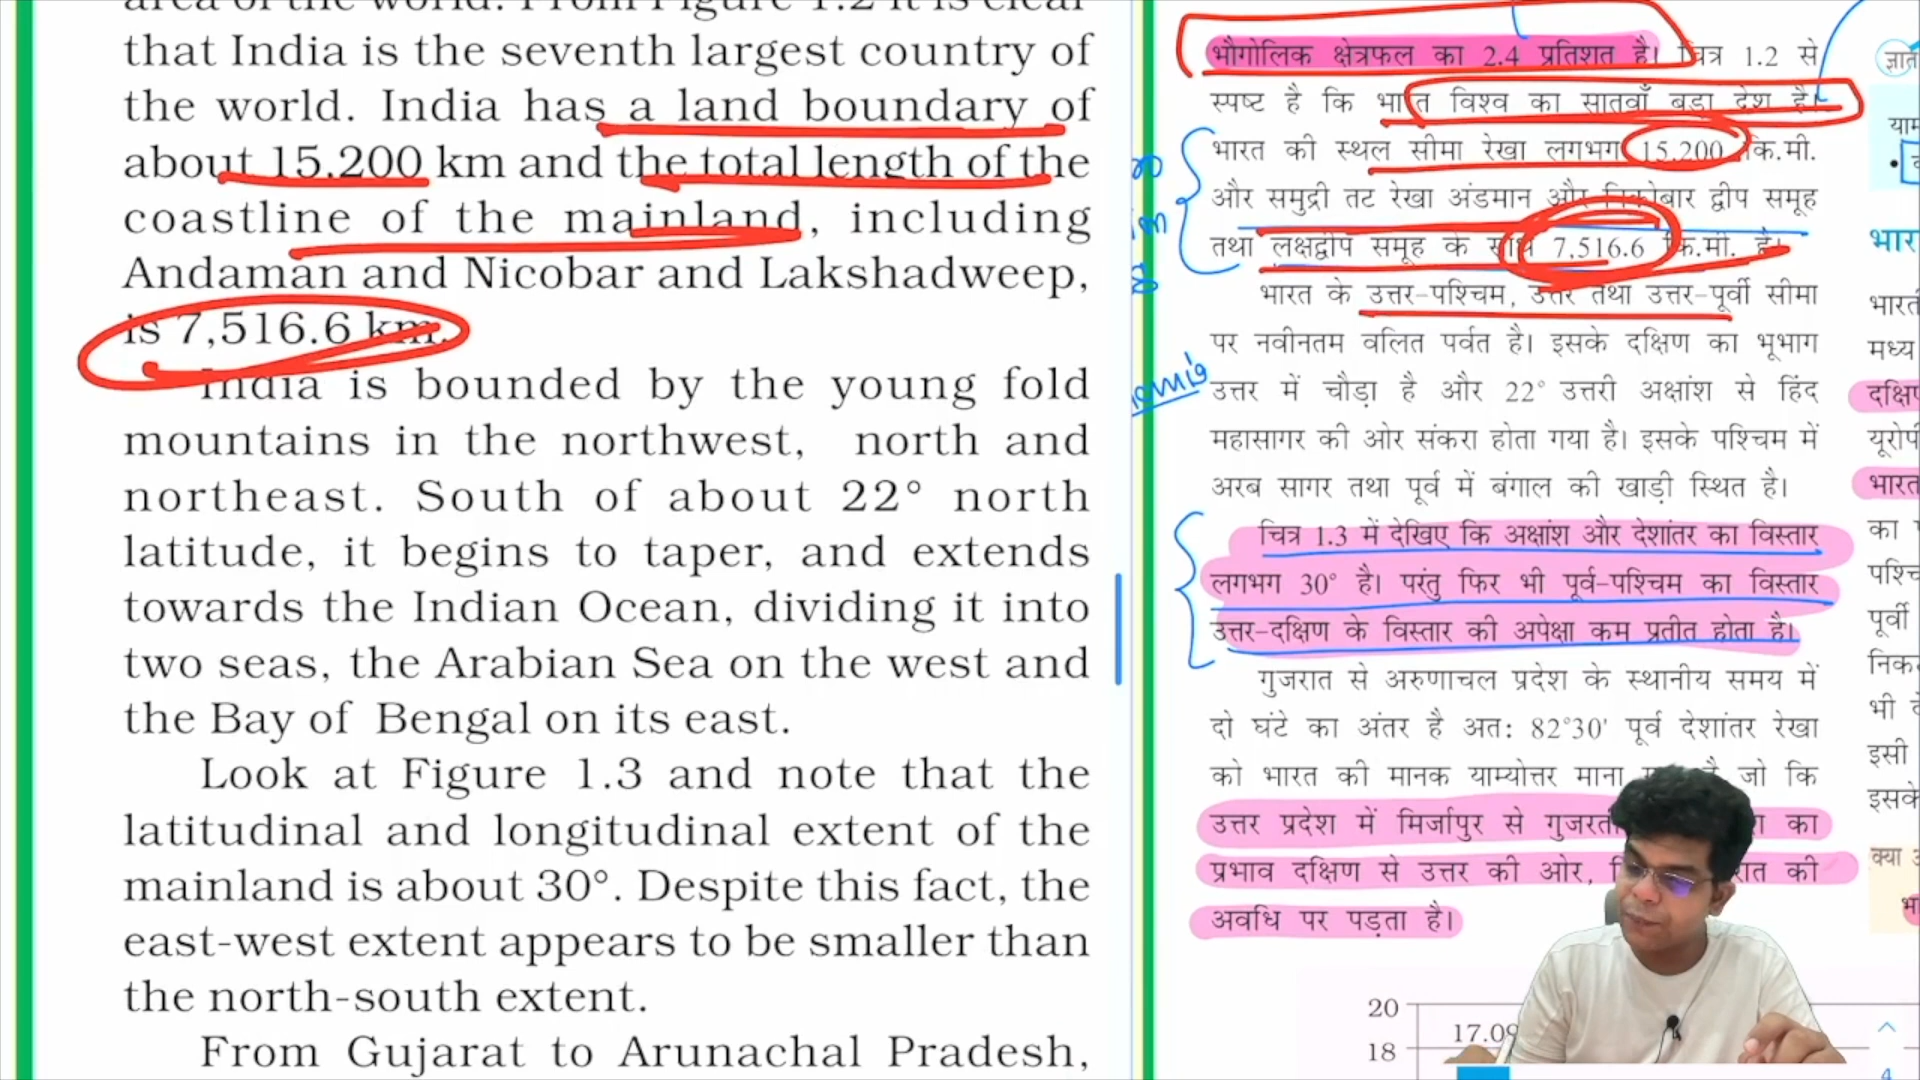 area of the world. From Figure 1.2 it is clear
that India is the seventh largest country of
the world. India has a land boundary of
about 15,200 km and the total length of the
coastline of the mainland, including
Andaman and Nicobar and Lakshadweep,
is 7,516.6 km.
India is bounded by the young fold
mountains in the northwest, north and
northeast. South of about 22° north
latitude, it begins to taper, and extends
towards the Indian Ocean, dividing it into
two seas, the Arabian Sea on the west and
the Bay of Bengal on its east.
Look at Figure 1.3 and note that the
latitudinal and longitudinal extent of the
mainland is about 30°. Despite this fact, the
east-west extent appears to be smaller than
the north-south extent.
From Gujarat to Arunachal Pradesh,
भौगोलिक क्षेत्रफल का 2.4 प्रतिशत है। चित्र 1.2 से
स्पष्ट है कि भारत विश्व का सातवाँ बड़ा देश है।
भारत की स्थल सीमा रेखा लगभग 15,200 कि.मी.
और समुद्री तट रेखा अंडमान और निकोबार द्वीप समूह
तथा लक्षद्वीप समूह के साथ 7,516.6 कि.मी. है।
भारत के उत्तर-पश्चिम, उत्तर तथा उत्तर-पूर्वी सीमा
पर नवीनतम वलित पर्वत है। इसके दक्षिण का भूभाग
उत्तर में चौड़ा है और 22° उत्तरी अक्षांश से हिंद
महासागर की ओर संकरा होता गया है। इसके पश्चिम में
अरब सागर तथा पूर्व में बंगाल की खाड़ी स्थित है।
चित्र 1.3 में देखिए कि अक्षांश और देशांतर का विस्तार
लगभग 30° है। परंतु फिर भी पूर्व-पश्चिम का विस्तार
उत्तर-दक्षिण के विस्तार की अपेक्षा कम प्रतीत होता है।
गुजरात से अरुणाचल प्रदेश के स्थानीय समय में
दो घंटे का अंतर है अत: 82°30' पूर्व देशांतर रेखा
को भारत की मानक याम्योत्तर माना है जो कि
उत्तर प्रदेश में मिर्जापुर से गुजरती का
प्रभाव दक्षिण से उत्तर की ओर, रात की
अवधि पर पड़ता है।
20
17.09
18
भारत
मध्य
भारत
का
भी
इसी
इसके
क्या
4